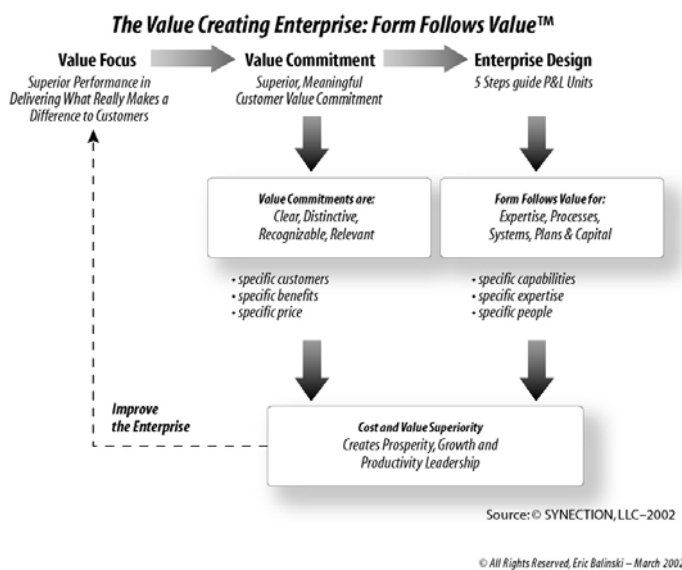 The Value Creating Enterprise: Form Follows Value™
Value Focus
Superior Performance in
Delivering What Really Makes a
Difference to Customers
Value Commitment
Superior, Meaningful
Customer Value Commitment
Enterprise Design
5 Steps guide P&L Units
Value Commitments are:
Clear, Distinctive,
Recognizable, Relevant
Form Follows Value for:
Expertise, Processes,
Systems, Plans & Capital
• specific customers
• specific benefits
• specific price
• specific capabilities
• specific expertise
• specific people
Improve
the Enterprise
Cost and Value Superiority
Creates Prosperity, Growth and
Productivity Leadership
Source: © SYNECTION, LLC–2002
© All Rights Reserved, Eric Balinski – March 2002